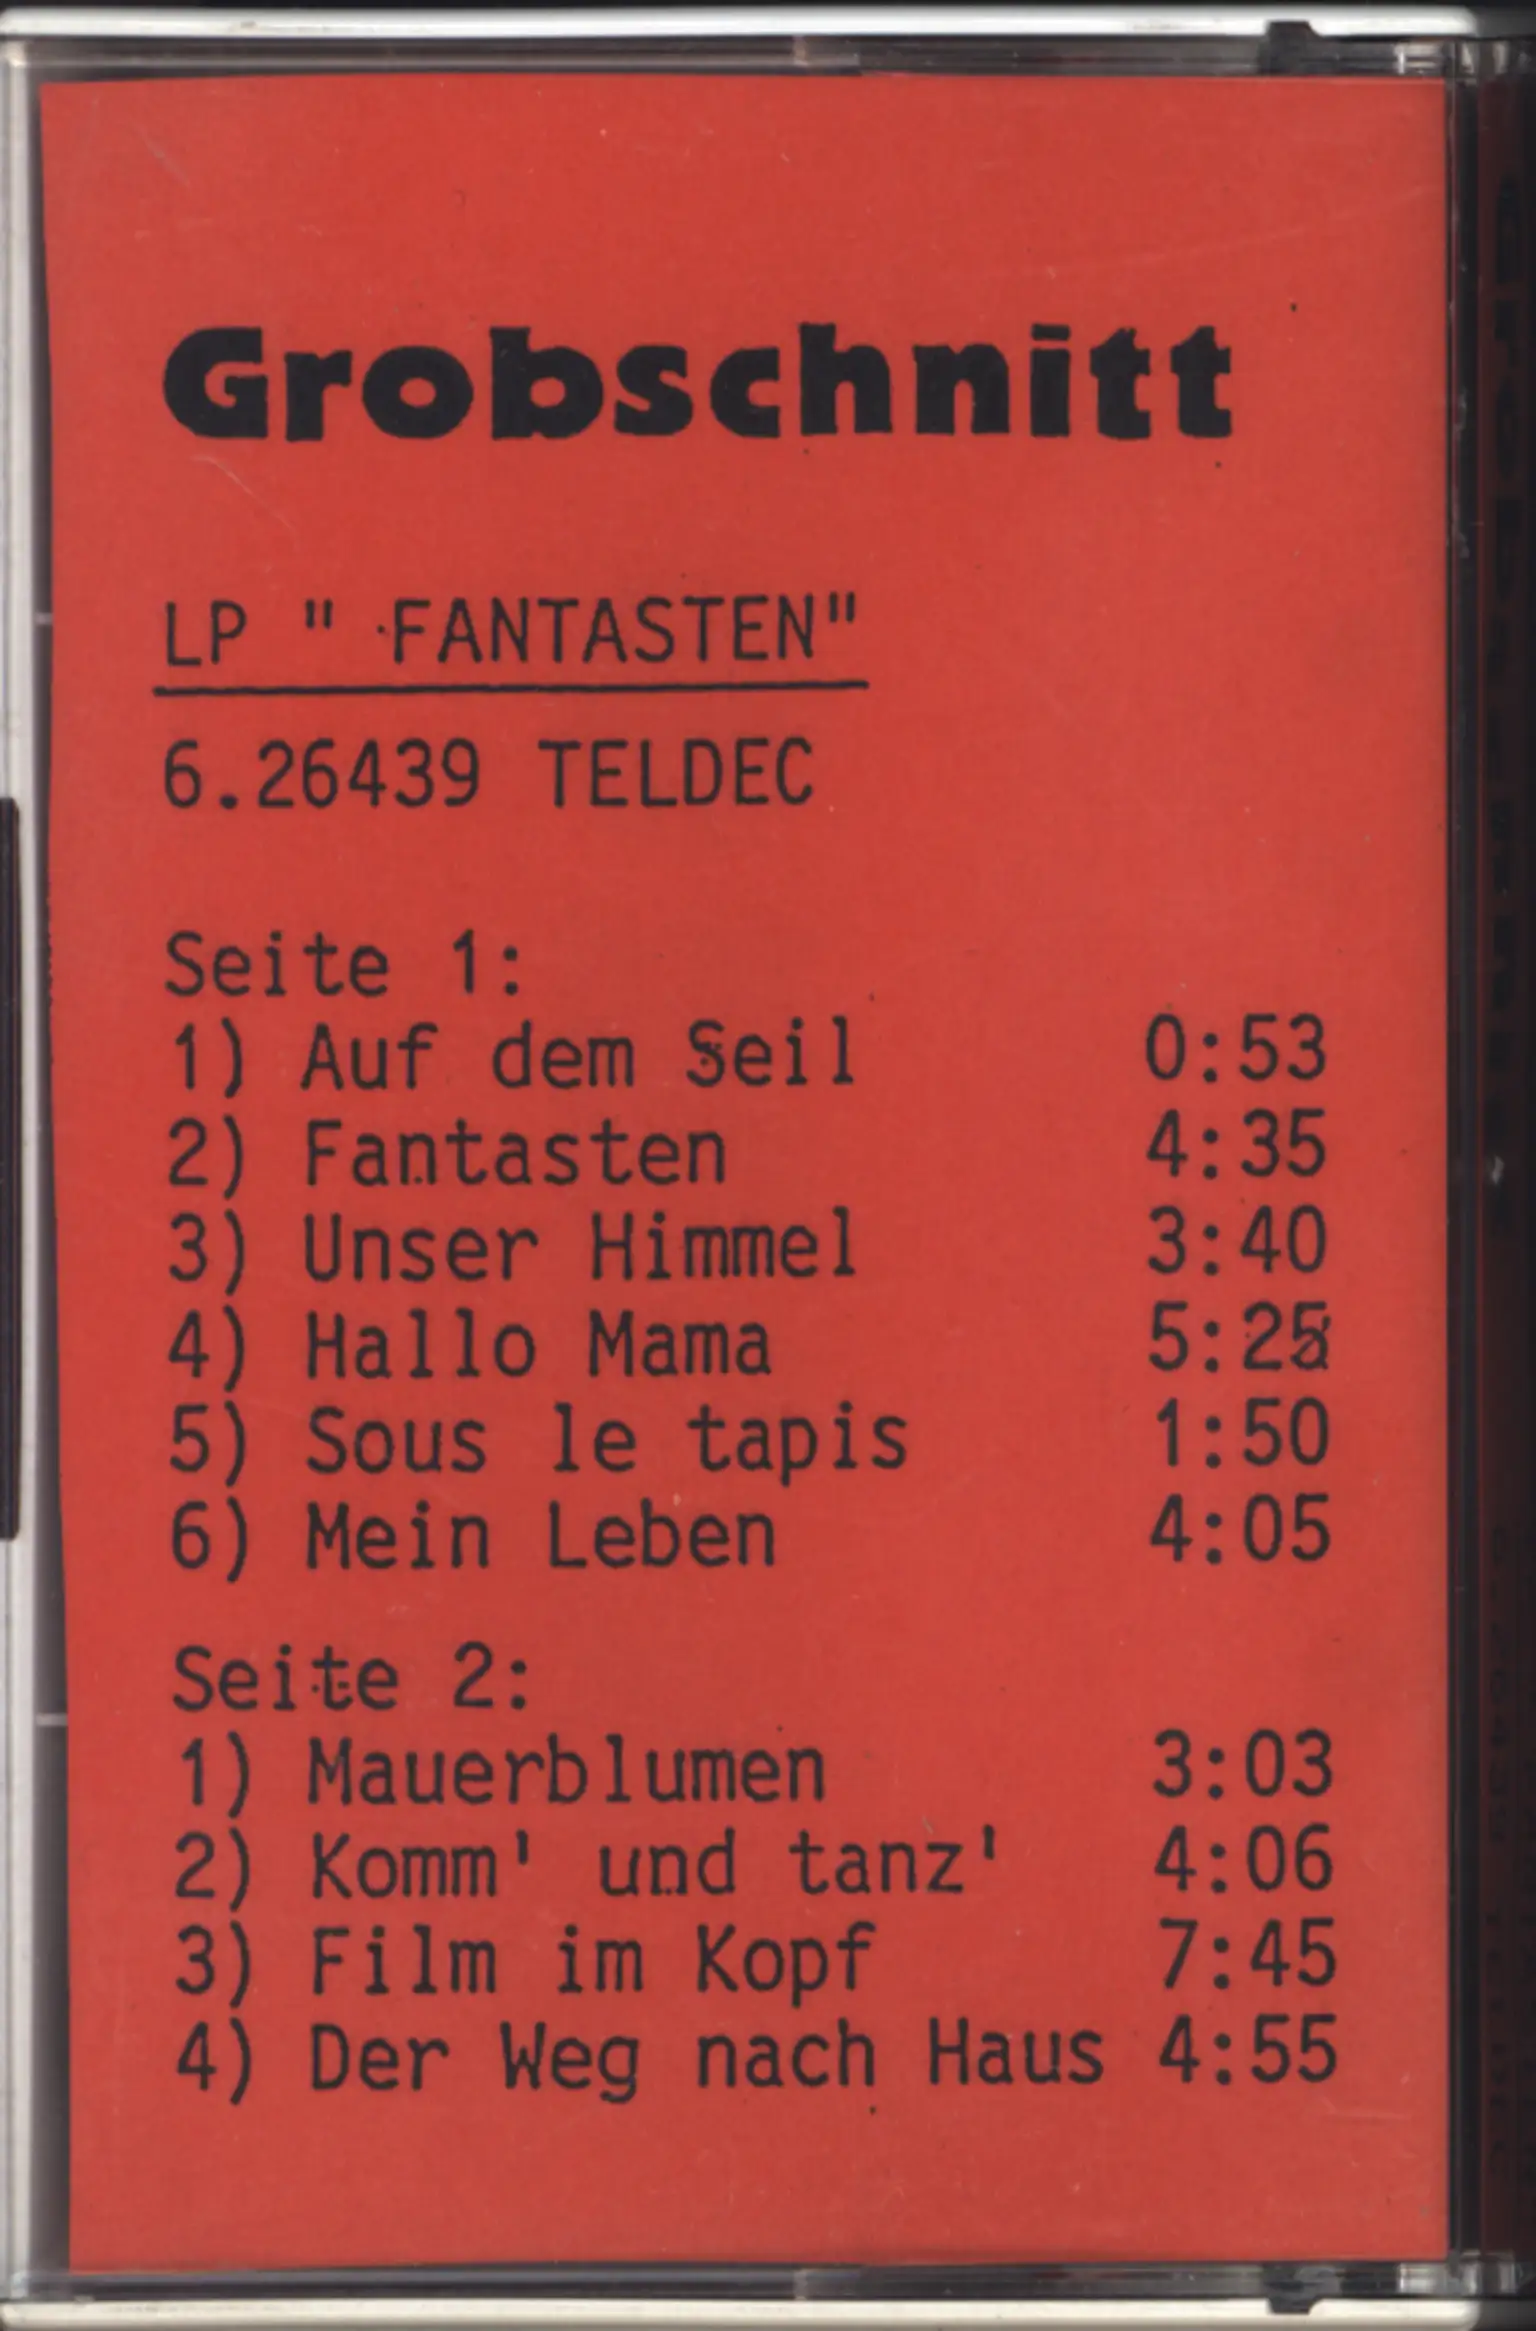 Grobschnitt
LP " FANTASTEN"
6.26439 TELDEC
Seite 1:
1) Auf dem Seil 0:53
2) Fantasten 4:35
3) Unser Himmel 3:40
4) Hallo Mama 5:25
5) Sous le tapis 1:50
6) Mein Leben 4:05
Seite 2:
1) Mauerblumen 3:03
2) Komm' und tanz' 4:06
3) Film im Kopf 7:45
4) Der Weg nach Haus 4:55